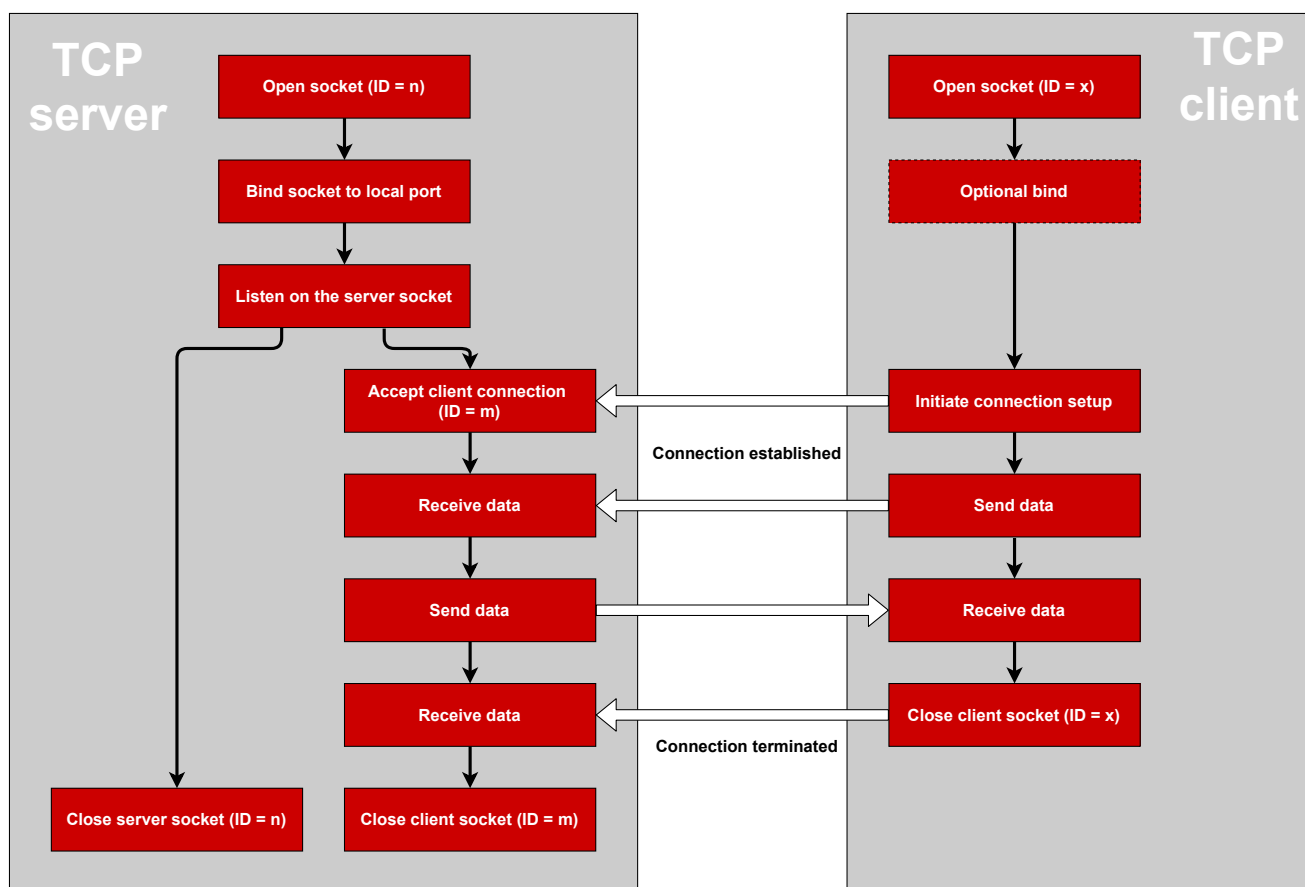 TCP
server
Open socket (ID = n)
Bind socket to local port
Listen on the server socket
Accept client connection
(ID = m)
Receive data
Send data
Receive data
Close server socket (ID = n)
Close client socket (ID = m)
Connection established
Connection terminated
TCP
client
Open socket (ID = x)
Optional bind
Initiate connection setup
Send data
Receive data
Close client socket (ID = x)